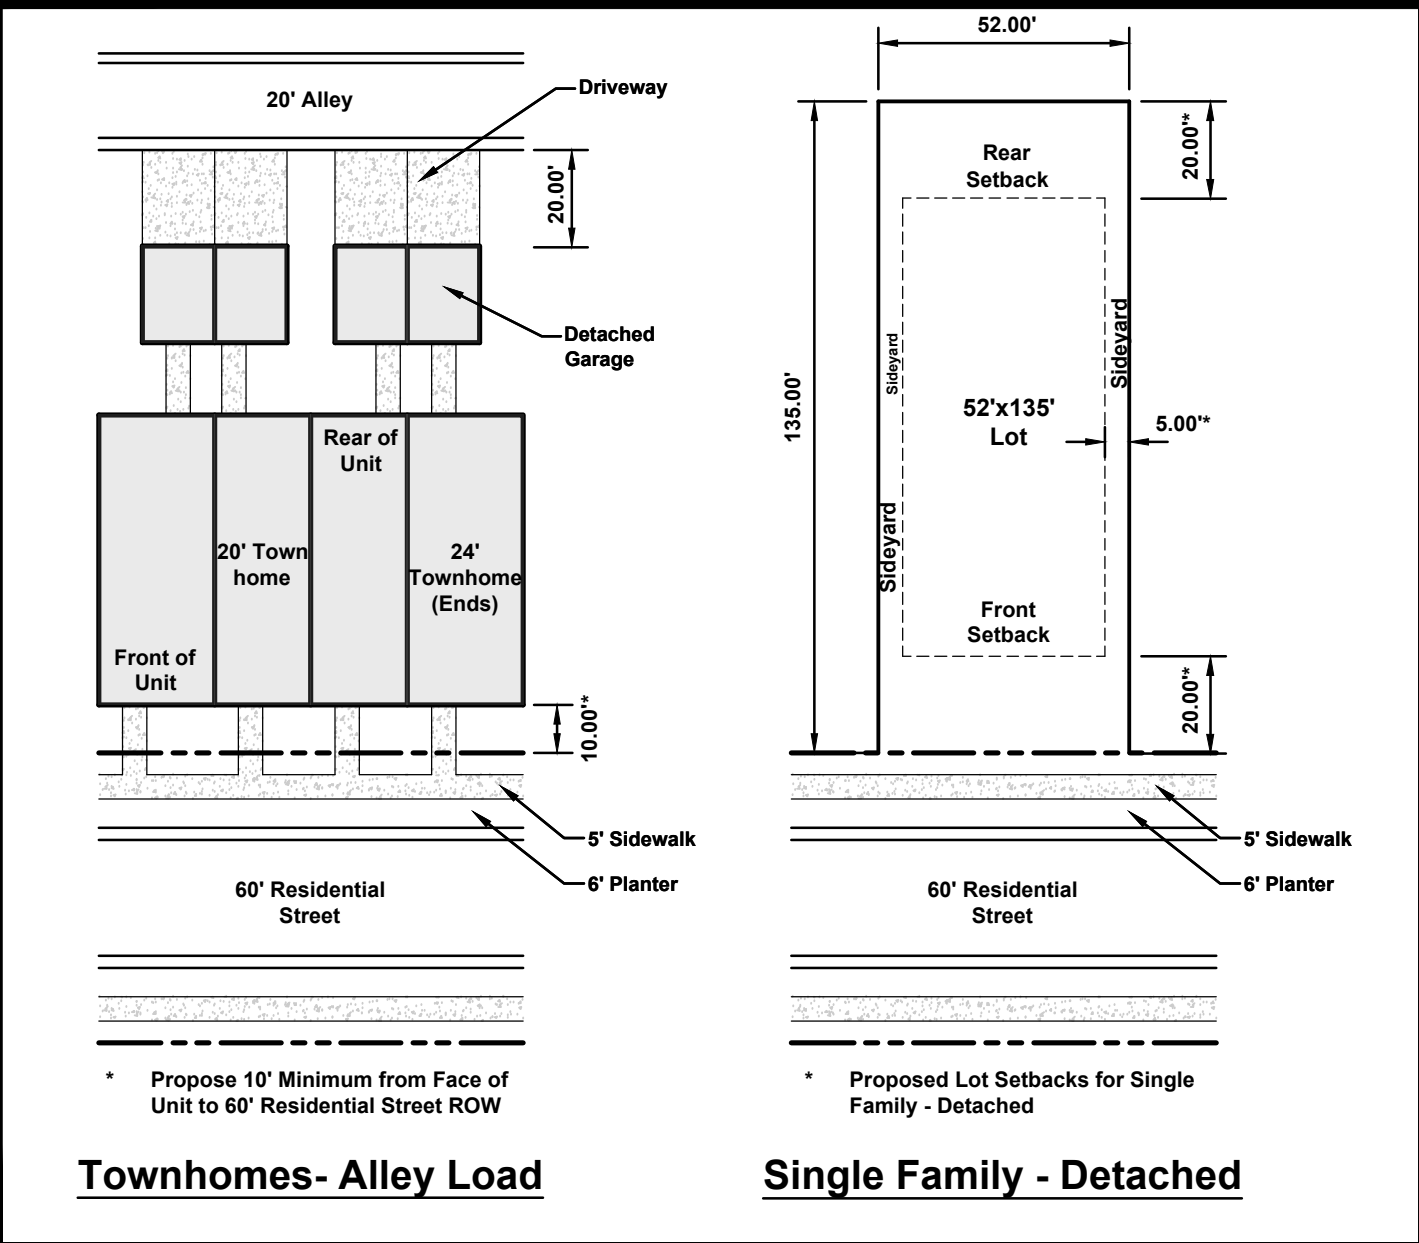 20' Alley
Driveway
20.00'
Detached
Garage
Rear of
Unit
20' Town
home
24'
Townhome
(Ends)
Front of
Unit
10.00'*
5' Sidewalk
6' Planter
60' Residential
Street
* Propose 10' Minimum from Face of
Unit to 60' Residential Street ROW
Townhomes- Alley Load
52.00'
20.00'*
Rear
Setback
Sideyard
Sideyard
135.00'
52'x135'
Lot
5.00'*
Sideyard
Front
Setback
20.00'*
5' Sidewalk
6' Planter
60' Residential
Street
* Proposed Lot Setbacks for Single
Family - Detached
Single Family - Detached